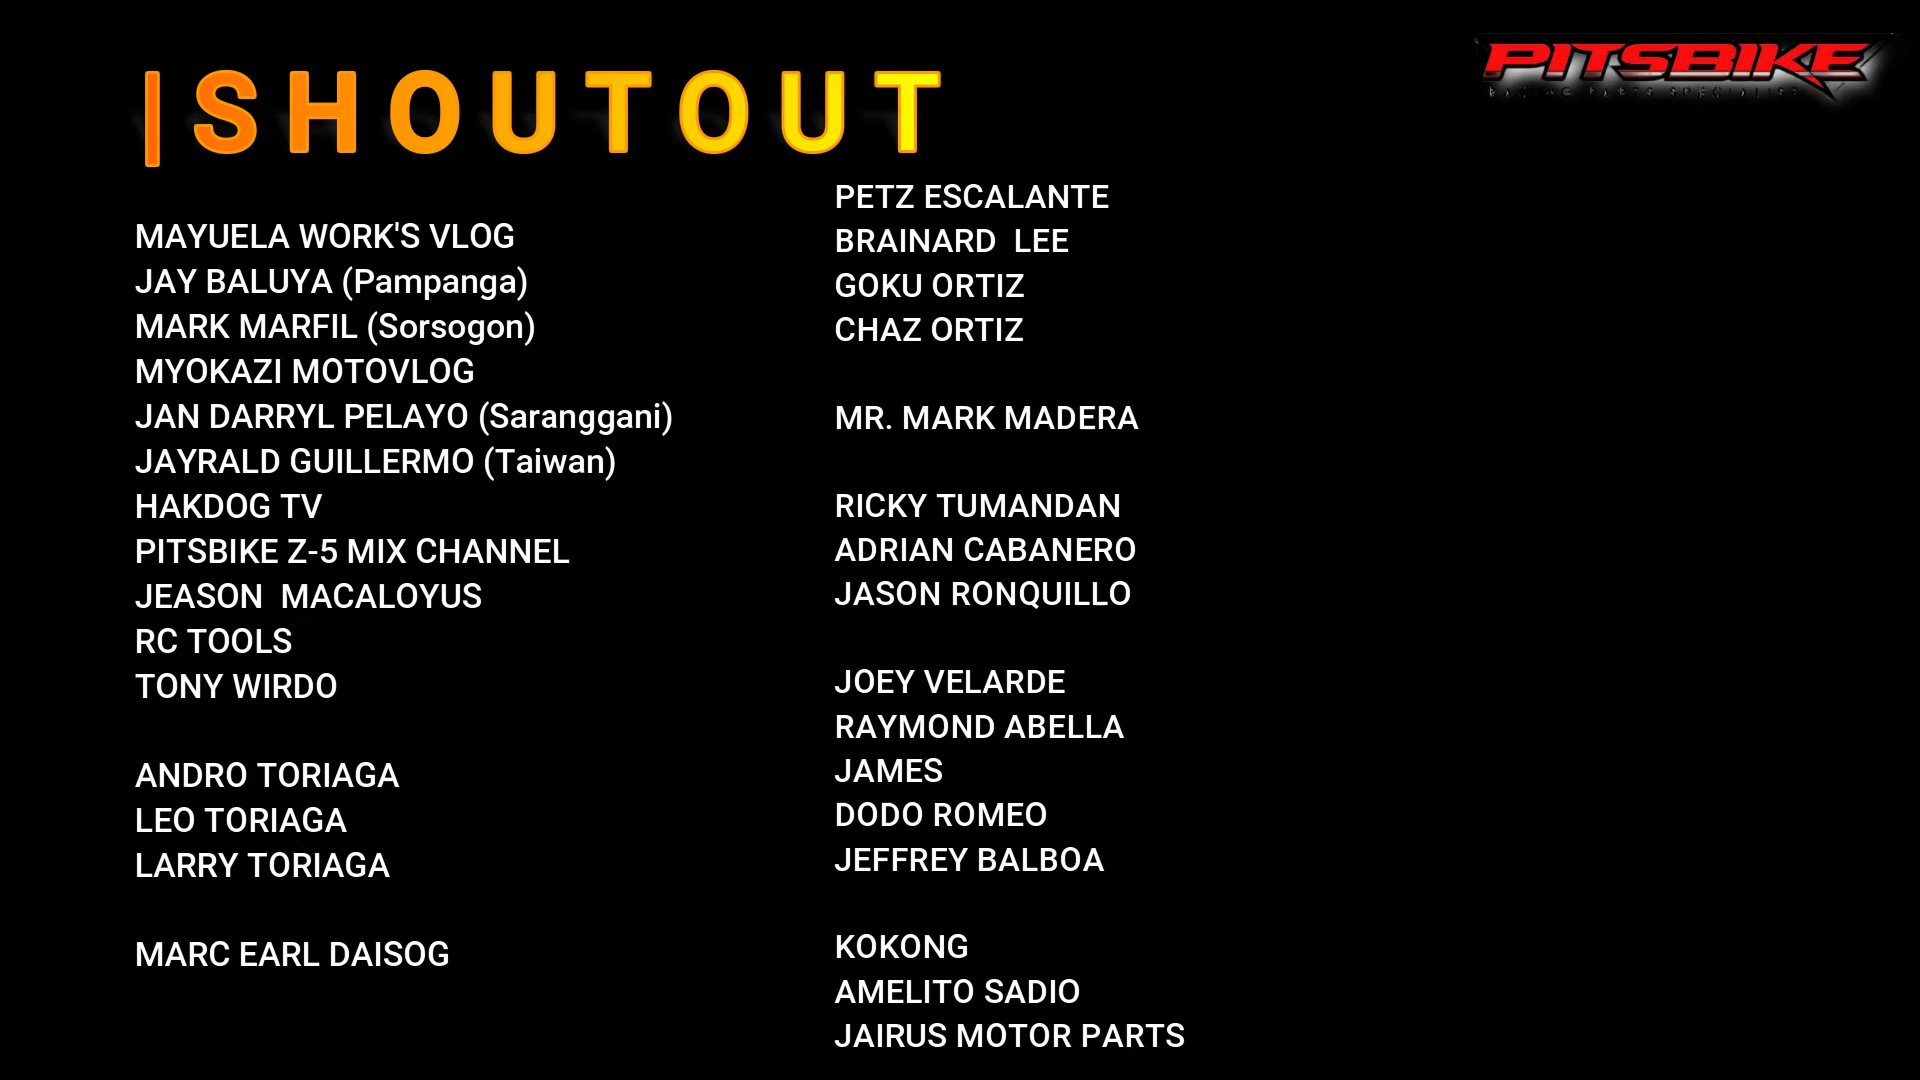 |SHOUTOUT
PITSBIKE
RACING PARTS SPECIALIST
MAYUELA WORK'S VLOG
JAY BALUYA (Pampanga)
MARK MARFIL (Sorsogon)
MYOKAZI MOTOVLOG
JAN DARRYL PELAYO (Saranggani)
JAYRALD GUILLERMO (Taiwan)
HAKDOG TV
PITSBIKE Z-5 MIX CHANNEL
JEASON  MACALOYUS
RC TOOLS
TONY WIRDO
ANDRO TORIAGA
LEO TORIAGA
LARRY TORIAGA
MARC EARL DAISOG
PETZ ESCALANTE
BRAINARD  LEE
GOKU ORTIZ
CHAZ ORTIZ
MR. MARK MADERA
RICKY TUMANDAN
ADRIAN CABANERO
JASON RONQUILLO
JOEY VELARDE
RAYMOND ABELLA
JAMES
DODO ROMEO
JEFFREY BALBOA
KOKONG
AMELITO SADIO
JAIRUS MOTOR PARTS